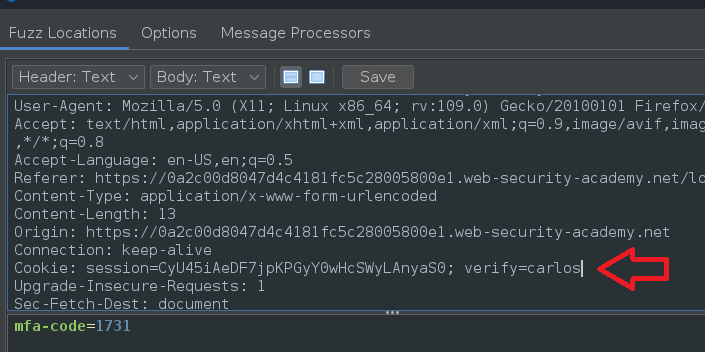 Fuzz Locations Options Message Processors
Header: Text Body: Text Save
User-Agent: Mozilla/5.0 (X11; Linux x86_64; rv:109.0) Gecko/20100101 Firefox/
Accept: text/html,application/xhtml+xml,application/xml;q=0.9,image/avif,imag
,*/*;q=0.8
Accept-Language: en-US,en;q=0.5
Referer: https://0a2c00d8047d4c4181fc5c28005800e1.web-security-academy.net/lo
Content-Type: application/x-www-form-urlencoded
Content-Length: 13
Origin: https://0a2c00d8047d4c4181fc5c28005800e1.web-security-academy.net
Connection: keep-alive
Cookie: session=CyU45iAeDF7jpKPGyY0wHcSWyLAnyaS0; verify=carlos
Upgrade-Insecure-Requests: 1
Sec-Fetch-Dest: document
mfa-code=1731